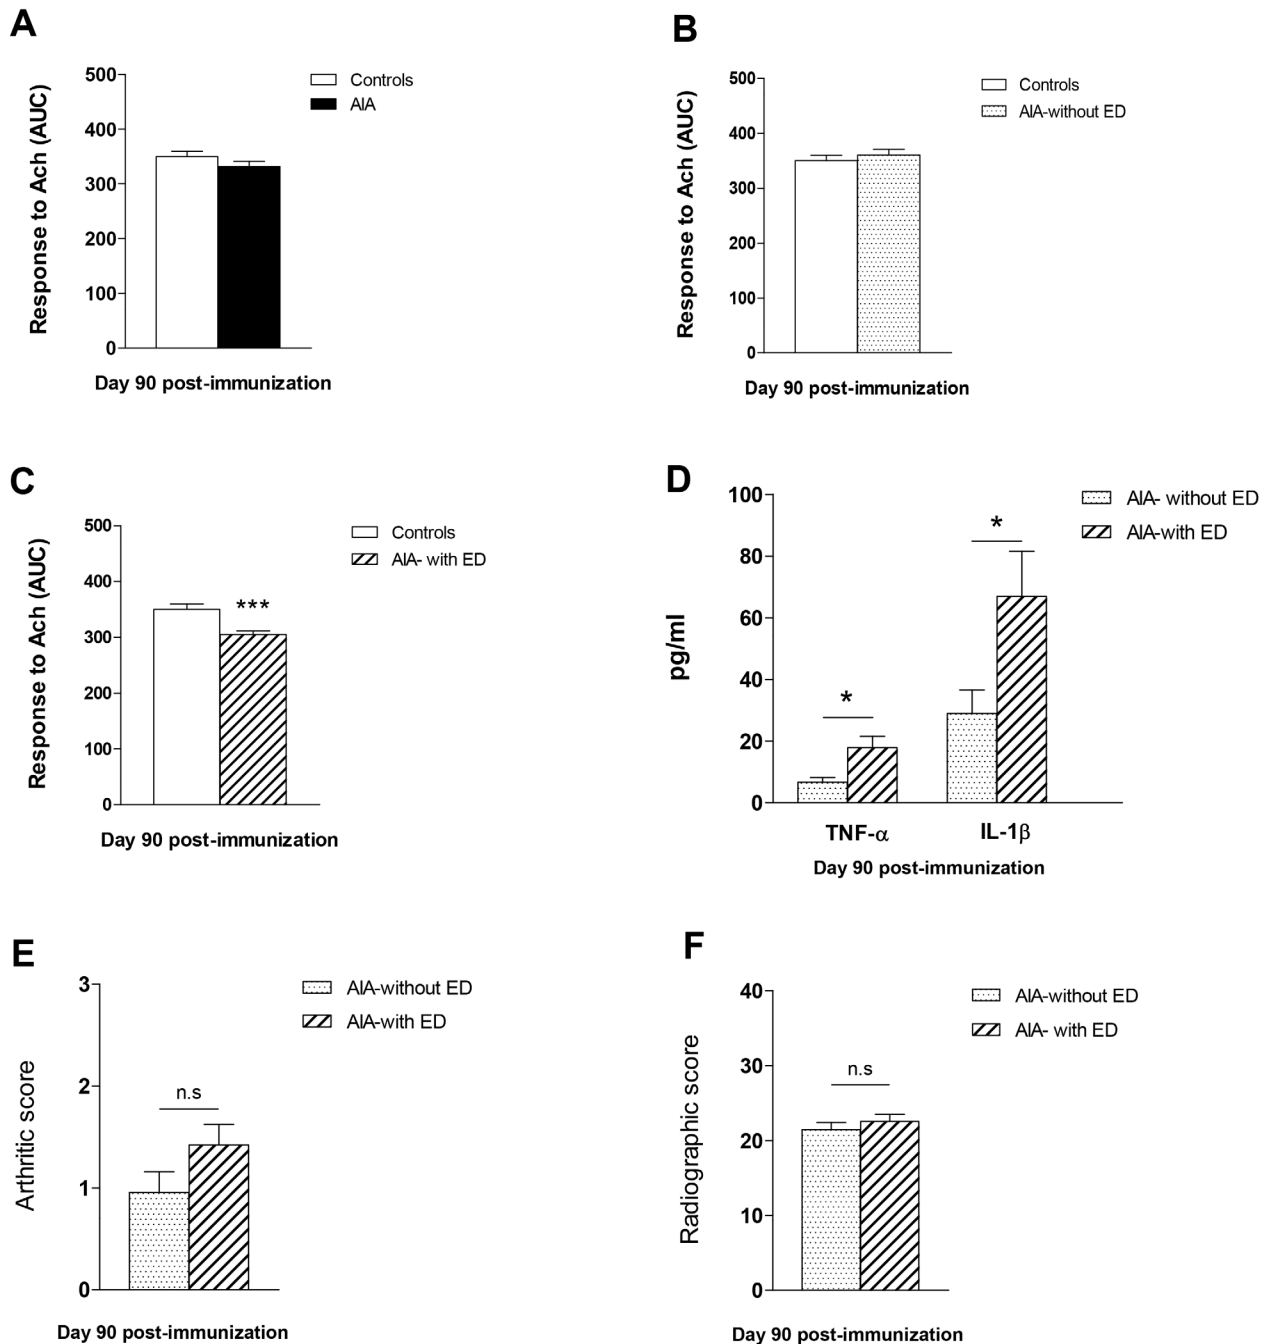 A
Response to Ach (AUC)
500
400
300
200
100
0
Controls
AIA
Day 90 post-immunization
B
Response to Ach (AUC)
500
400
300
200
100
0
Controls
AIA-without ED
Day 90 post-immunization
C
Response to Ach (AUC)
500
400
300
200
100
0
***
Controls
AIA- with ED
Day 90 post-immunization
D
pg/ml
100
80
60
40
20
0
*
*
AIA- without ED
AIA-with ED
TNF-α
IL-1β
Day 90 post-immunization
E
Arthritic score
3
2
1
0
n.s
AIA-without ED
AIA-with ED
Day 90 post-immunization
F
Radiographic score
40
30
20
10
0
n.s
AIA-without ED
AIA- with ED
Day 90 post-immunization